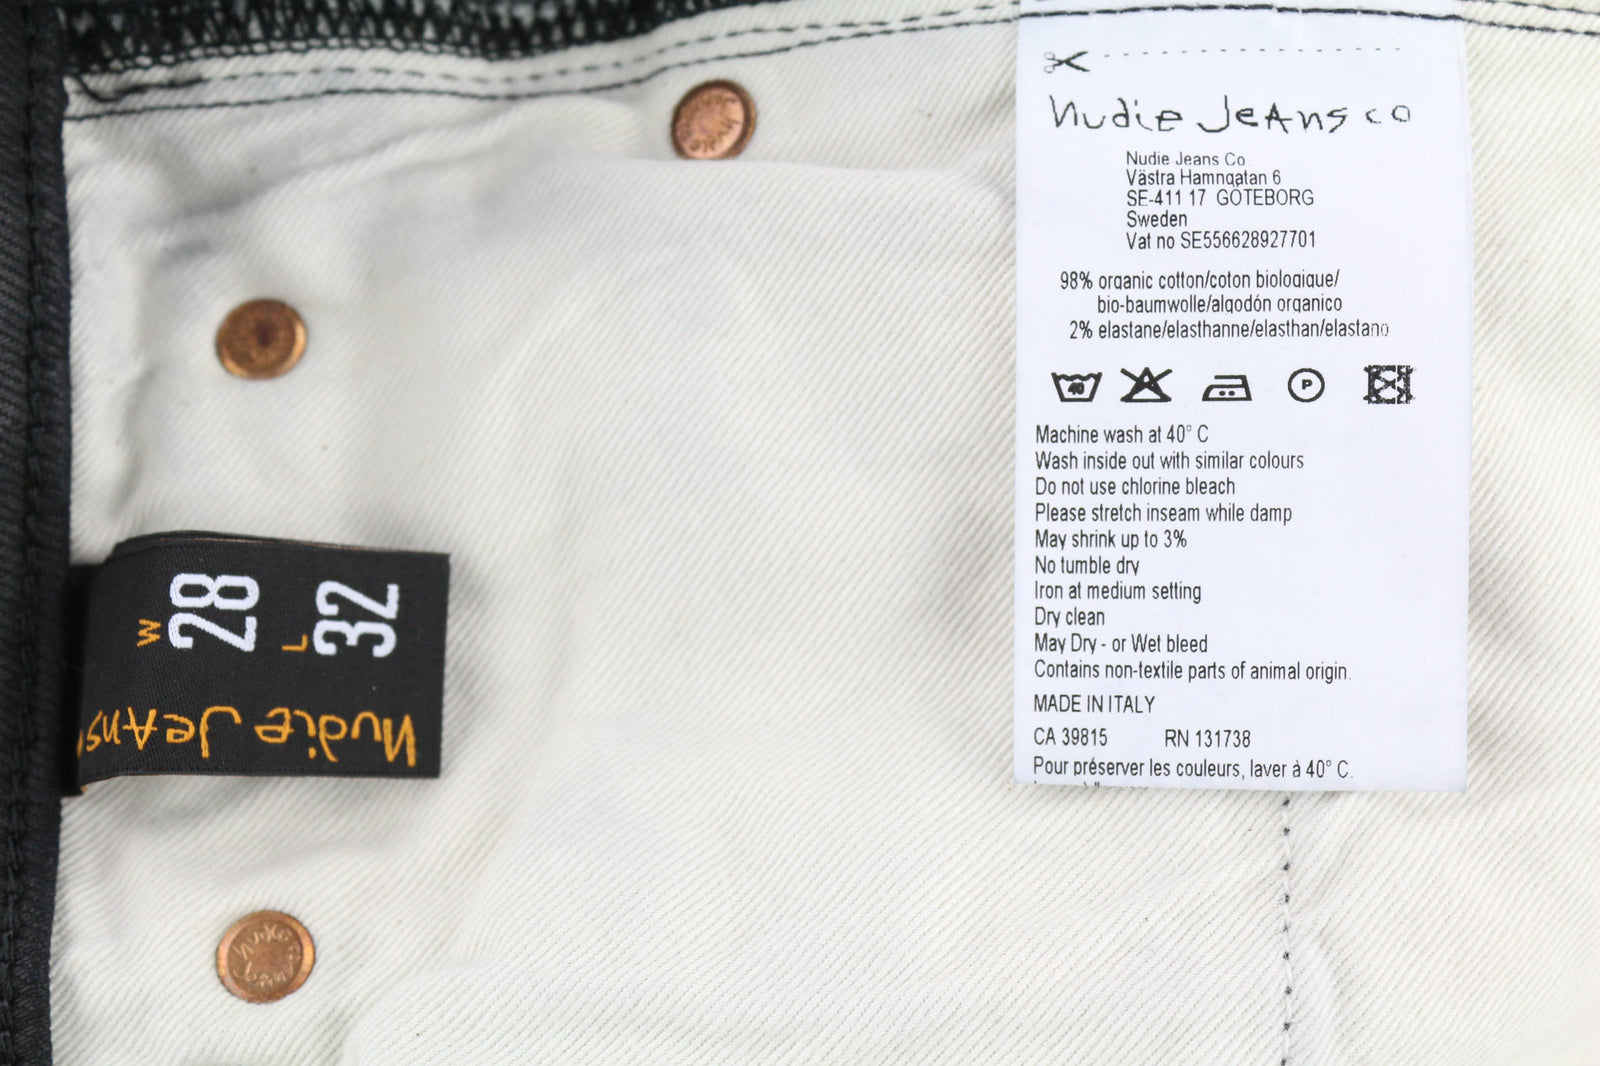 nudie Jeans co
Nudie Jeans Co.
Västra Hamngatan 6
SE-411 17 GÖTEBORG
Sweden
Vat no SE556628927701
98% organic cotton/coton biologique/
bio-baumwolle/algodón organico
2% elastane/elasthanne/elasthan/elastano
40
P
Machine wash at 40° C
Wash inside out with similar colours
Do not use chlorine bleach
Please stretch inseam while damp
May shrink up to 3%
No tumble dry
Iron at medium setting
Dry clean
May Dry - or Wet bleed
Contains non-textile parts of animal origin.
MADE IN ITALY
CA 39815 RN 131738
Pour préserver les couleurs, laver à 40° C.
W 28
L 32
nudie Jeans